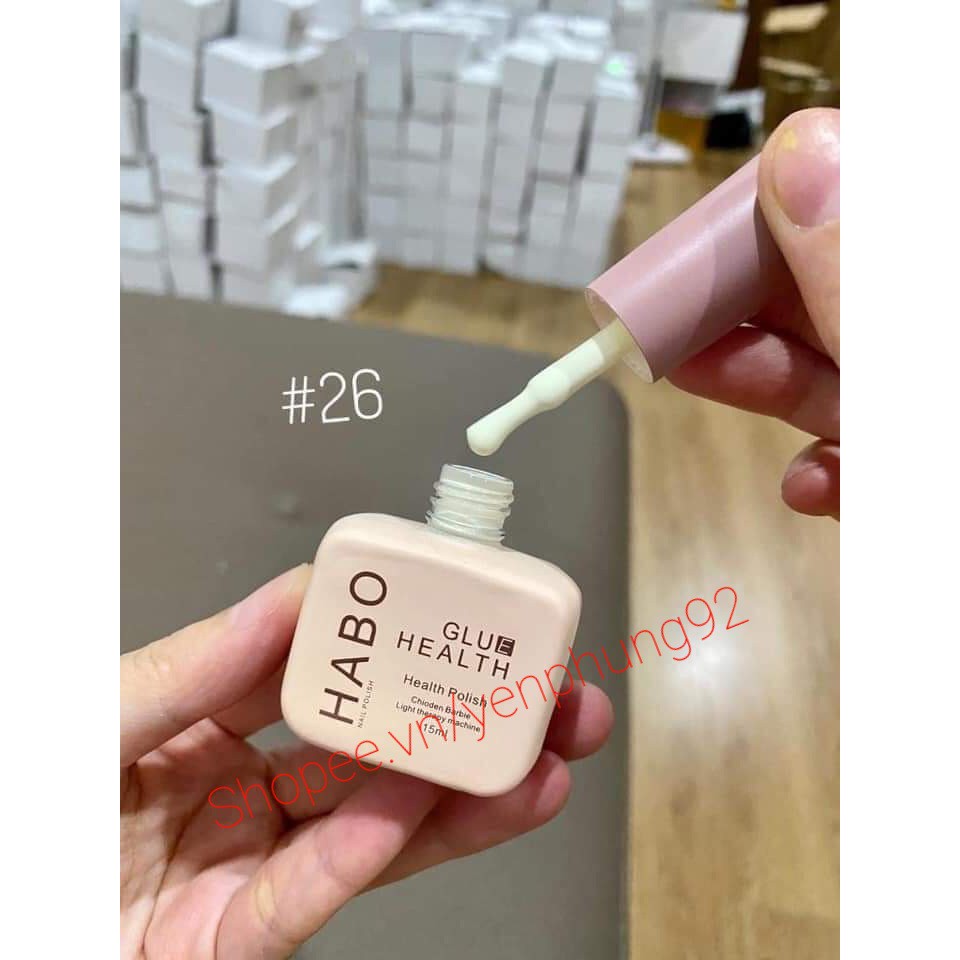 #26
HABO
NAIL POLISH
GLUE
HEALTH
Health Polish
Chioden Barbie
Light therapy machine
15ml
Shopee.vn/yenphung92